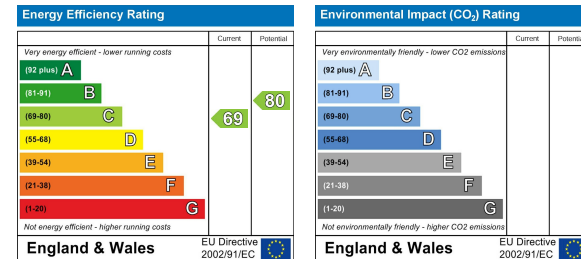 Energy Efficiency Rating
Current Potential
Very energy efficient - lower running costs
(92 plus) A
(81-91) B
(69-80) C
(55-68) D
(39-54) E
(21-38) F
(1-20) G
69
80
Not energy efficient - higher running costs
England & Wales
EU Directive
2002/91/EC
Environmental Impact (CO2) Rating
Current Potential
Very environmentally friendly - lower CO2 emissions
(92 plus) A
(81-91) B
(69-80) C
(55-68) D
(39-54) E
(21-38) F
(1-20) G
Not environmentally friendly - higher CO2 emissions
England & Wales
EU Directive
2002/91/EC